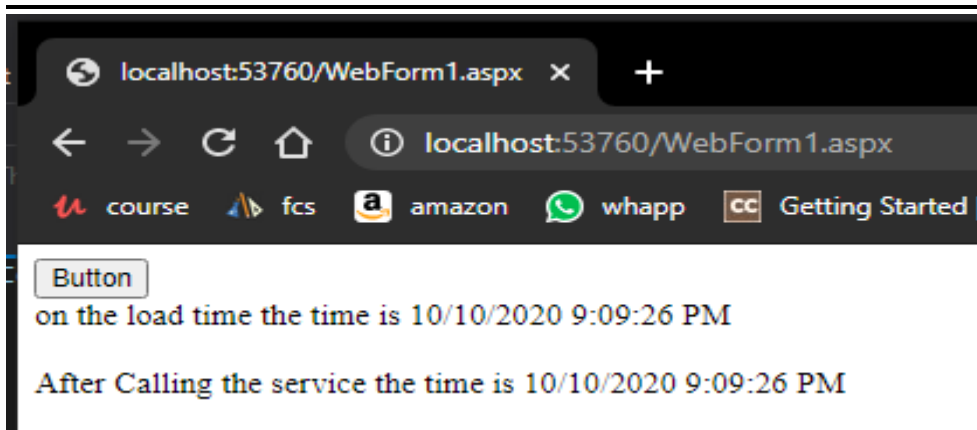 localhost:53760/WebForm1.aspx
localhost:53760/WebForm1.aspx
course fcs amazon whapp CC Getting Started
Button
on the load time the time is 10/10/2020 9:09:26 PM
After Calling the service the time is 10/10/2020 9:09:26 PM